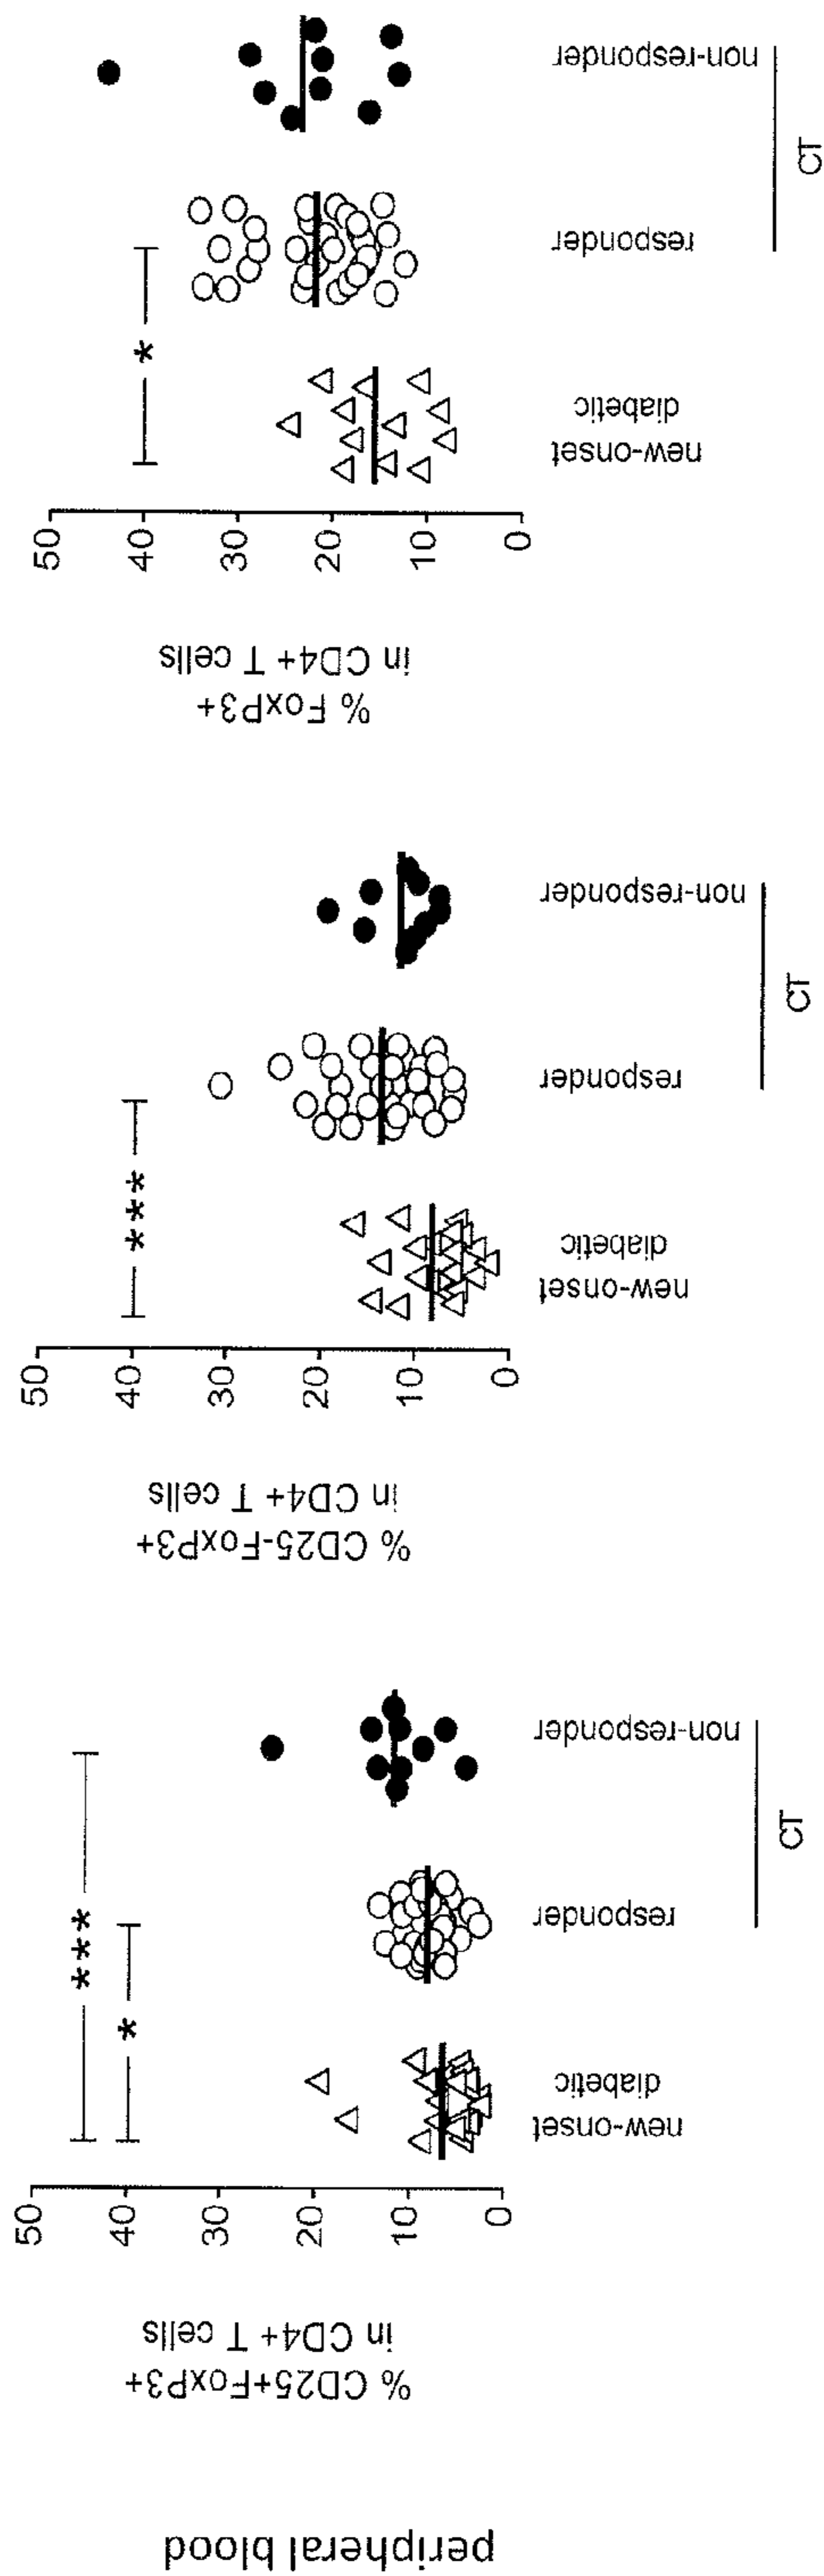 peripheral blood
% CD25+FoxP3+
in CD4+ T cells
50
40
30
20
10
0
*
***
new-onset
diabetic
responder
non-responder
CT
% CD25-FoxP3+
in CD4+ T cells
50
40
30
20
10
0
***
new-onset
diabetic
responder
non-responder
CT
% FoxP3+
in CD4+ T cells
50
40
30
20
10
0
*
new-onset
diabetic
responder
non-responder
CT